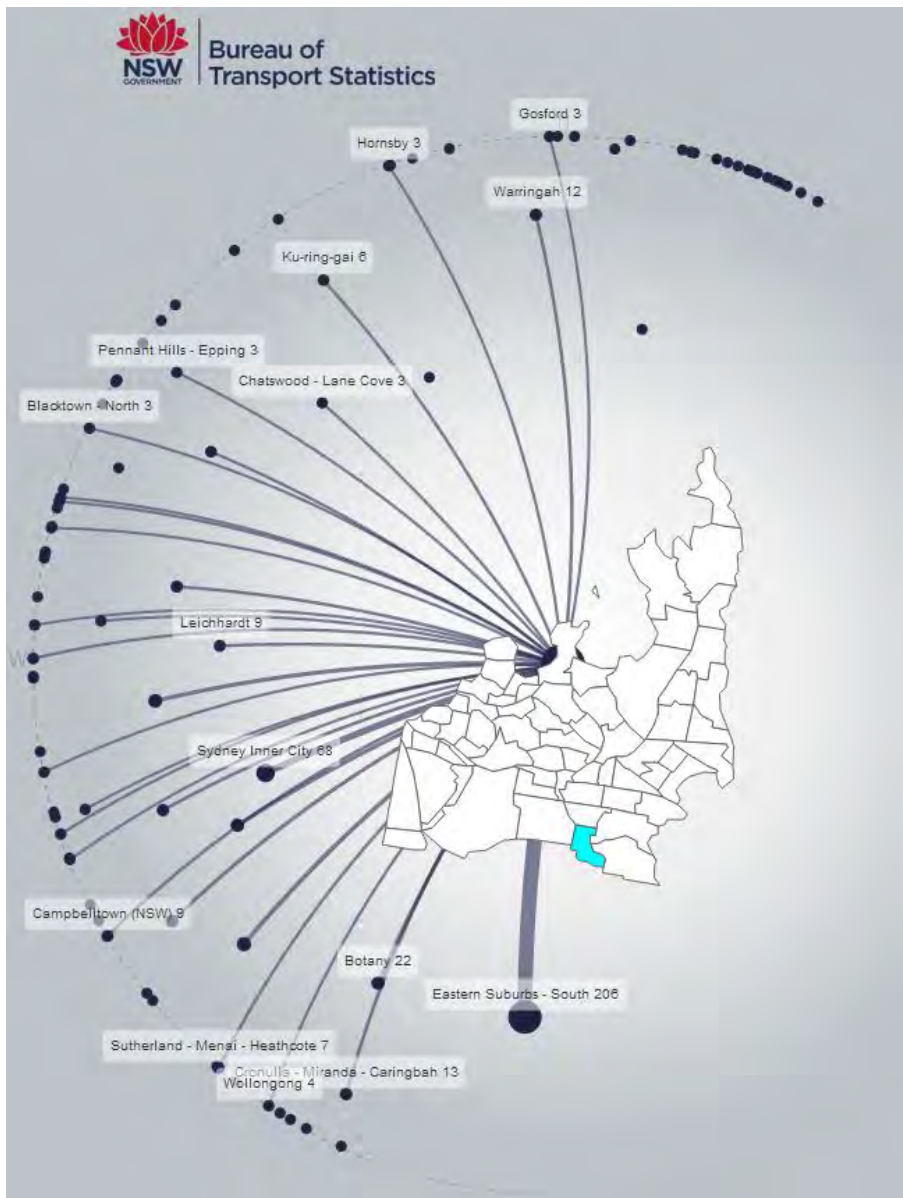 NSW
GOVERNMENT
Bureau of
Transport Statistics
Gosford 3
Hornsby 3
Warringah 12
Ku-ring-gai 6
Pennant Hills - Epping 3
Chatswood - Lane Cove 3
Blacktown - North 3
Leichhardt 9
W
Sydney Inner City 68
Campbelltown (NSW) 9
Botany 22
Eastern Suburbs - South 206
Sutherland - Menai - Heathcote 7
Cronulla - Miranda - Caringbah 13
Wollongong 4